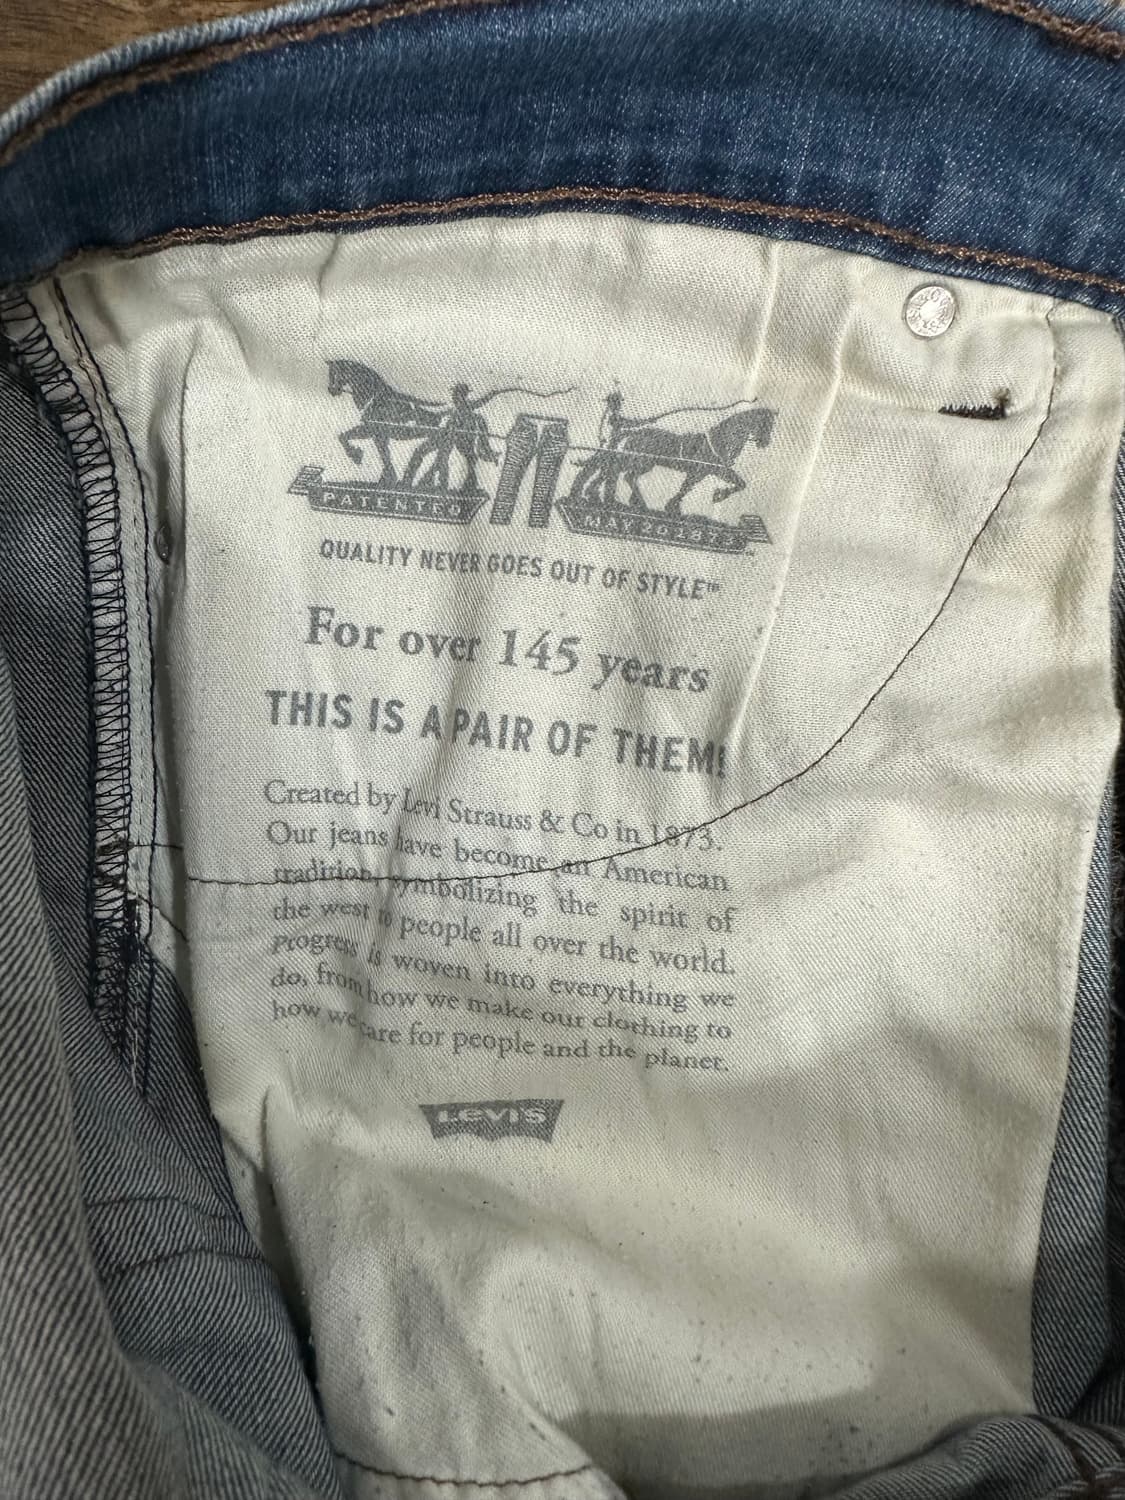 PATENTED
MAY 20 1873
QUALITY NEVER GOES OUT OF STYLE™
For over 145 years
THIS IS A PAIR OF THEM!
Created by Levi Strauss & Co in 1873.
Our jeans have become an American
tradition, symbolizing the spirit of
the west to people all over the world.
Progress is woven into everything we
do, from how we make our clothing to
how we care for people and the planet.
LEVI'S